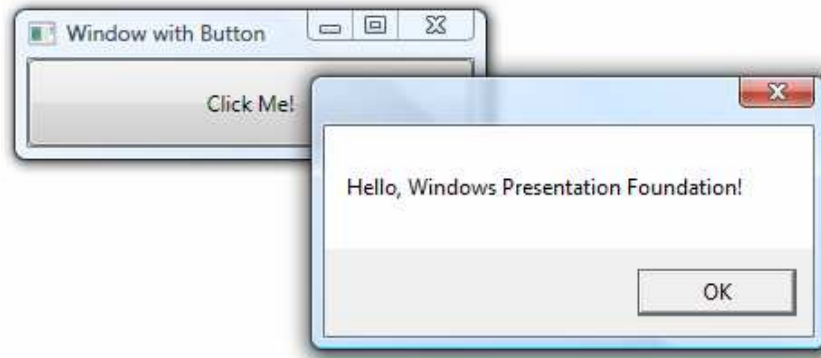 Window with Button
Click Me!
Hello, Windows Presentation Foundation!
OK